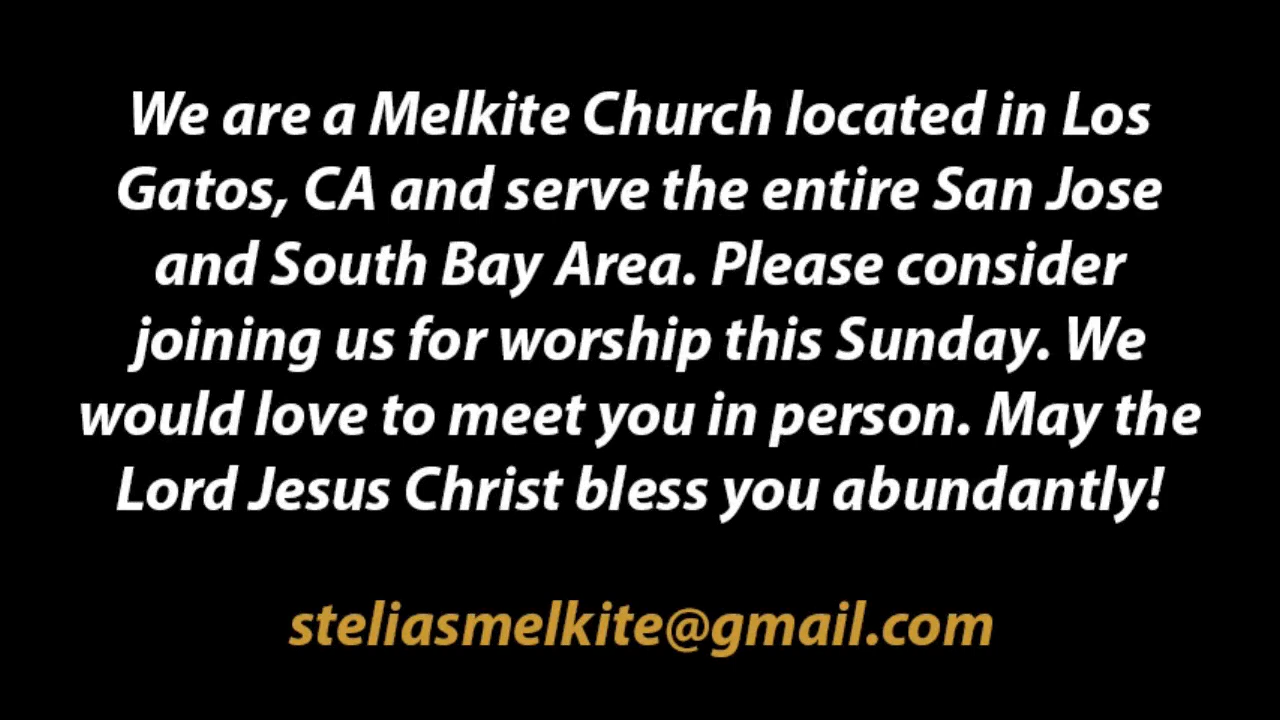 We are a Melkite Church located in Los
Gatos, CA and serve the entire San Jose
and South Bay Area. Please consider
joining us for worship this Sunday. We
would love to meet you in person. May the
Lord Jesus Christ bless you abundantly!
steliasmelkite@gmail.com